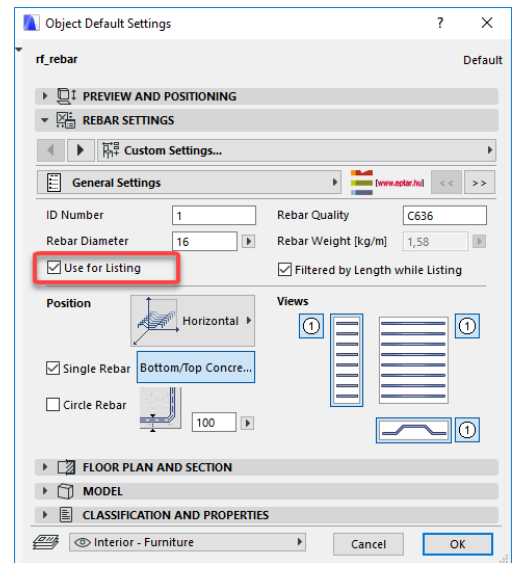 Object Default Settings ? ×
rf_rebar Default
PREVIEW AND POSITIONING
REBAR SETTINGS
Custom Settings...
General Settings [www.eptar.hu] << >>
ID Number 1 Rebar Quality C636
Rebar Diameter 16 Rebar Weight [kg/m] 1,58
Use for Listing Filtered by Length while Listing
Position Horizontal Views
1 1
Single Rebar Bottom/Top Concre...
Circle Rebar 100
1
FLOOR PLAN AND SECTION
MODEL
CLASSIFICATION AND PROPERTIES
Interior - Furniture Cancel OK